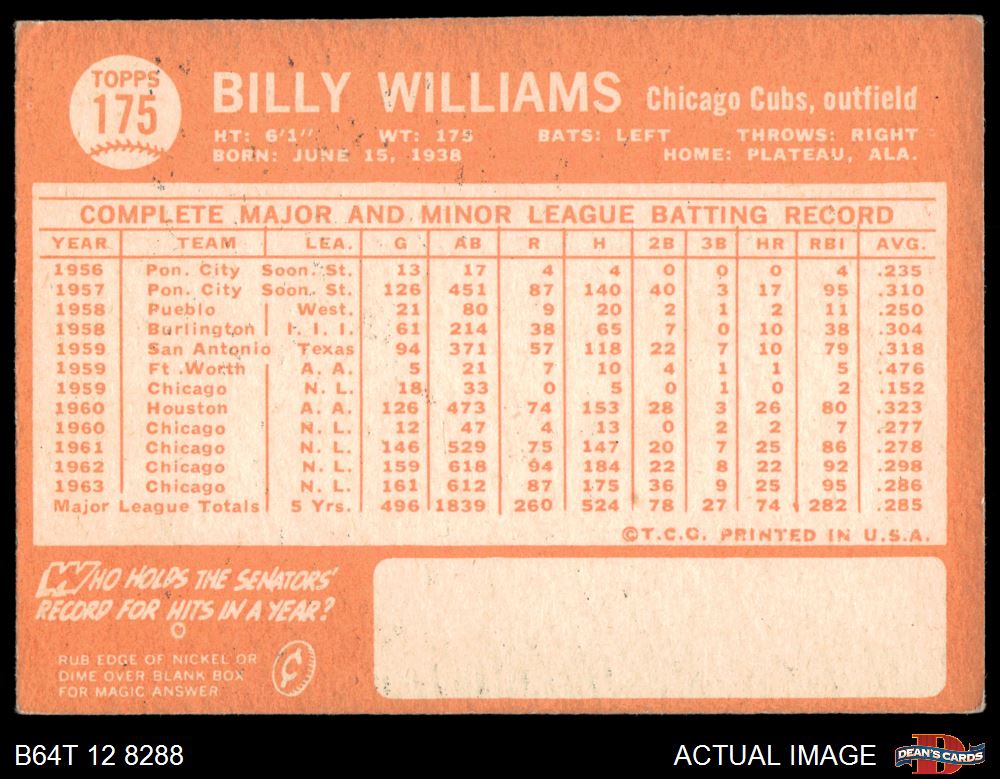 TOPPS
175
BILLY WILLIAMS Chicago Cubs, outfield
HT: 6'1" WT: 175 BATS: LEFT THROWS: RIGHT
BORN: JUNE 15, 1938 HOME: PLATEAU, ALA.
COMPLETE MAJOR AND MINOR LEAGUE BATTING RECORD
YEAR TEAM LEA. G AB R H 2B 3B HR RBI AVG.
1956 Pon. City Soon. St. 13 17 4 4 0 0 0 4 .235
1957 Pon. City Soon. St. 126 451 87 140 40 3 17 95 .310
1958 Pueblo West. 21 80 9 20 2 1 2 11 .250
1958 Burlington I. I. I. 61 214 38 65 7 0 10 38 .304
1959 San Antonio Texas 94 371 57 118 22 7 10 79 .318
1959 Ft. Worth A. A. 5 21 7 10 4 1 1 5 .476
1959 Chicago N. L. 18 33 0 5 0 1 0 2 .152
1960 Houston A. A. 126 473 74 153 28 3 26 80 .323
1960 Chicago N. L. 12 47 4 13 0 2 2 7 .277
1961 Chicago N. L. 146 529 75 147 20 7 25 86 .278
1962 Chicago N. L. 159 618 94 184 22 8 22 92 .298
1963 Chicago N. L. 161 612 87 175 36 9 25 95 .286
Major League Totals 5 Yrs. 496 1839 260 524 78 27 74 282 .285
©T.C.G. PRINTED IN U.S.A.
WHO HOLDS THE SENATORS'
RECORD FOR HITS IN A YEAR?
RUB EDGE OF NICKEL OR
DIME OVER BLANK BOX
FOR MAGIC ANSWER
¢
B64T 12 8288 ACTUAL IMAGE
DEAN'S CARDS